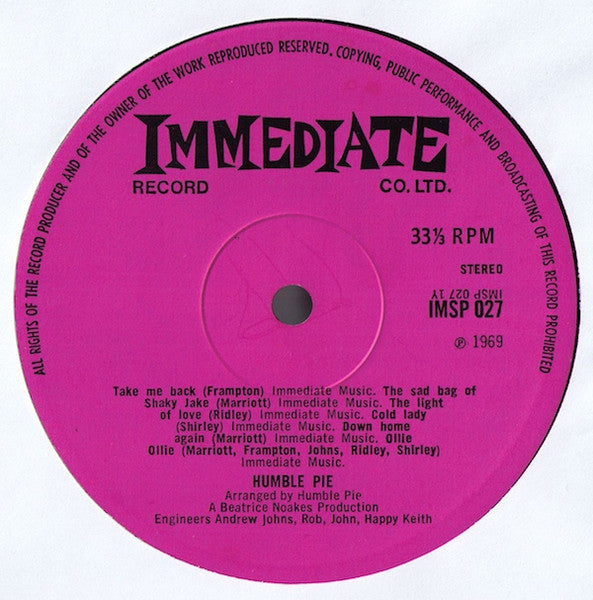 ALL RIGHTS OF THE RECORD PRODUCER AND OF THE OWNER OF THE WORK REPRODUCED RESERVED. COPYING, PUBLIC PERFORMANCE AND BROADCASTING OF THIS RECORD PROHIBITED
IMMEDIATE
RECORD CO. LTD.
33⅓ RPM
STEREO
IMSP 027 1Y
IMSP 027
℗ 1969
Take me back (Frampton) Immediate Music. The sad bag of
Shaky Jake (Marriott) Immediate Music. The light
of love (Ridley) Immediate Music. Cold lady
(Shirley) Immediate Music. Down home
again (Marriott) Immediate Music. Ollie
Ollie (Marriott, Frampton, Johns, Ridley, Shirley)
Immediate Music.
HUMBLE PIE
Arranged by Humble Pie
A Beatrice Noakes Production
Engineers Andrew Johns, Rob, John, Happy Keith